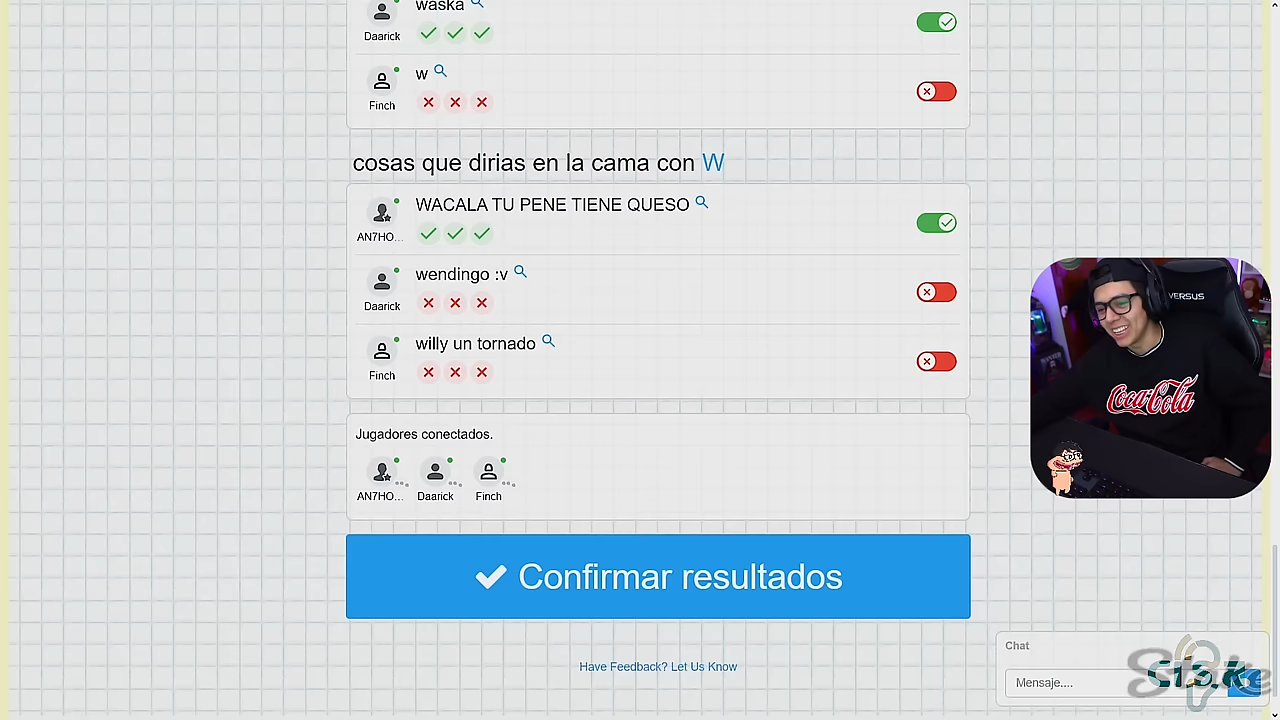 waska
Daarick
w
Finch
cosas que dirias en la cama con W
WACALA TU PENE TIENE QUESO
AN7HO...
wendingo :v
Daarick
willy un tornado
Finch
Jugadores conectados.
AN7HO... Daarick Finch
Confirmar resultados
Have Feedback? Let Us Know
VERSUS
Coca-Cola
Chat
Mensaje....